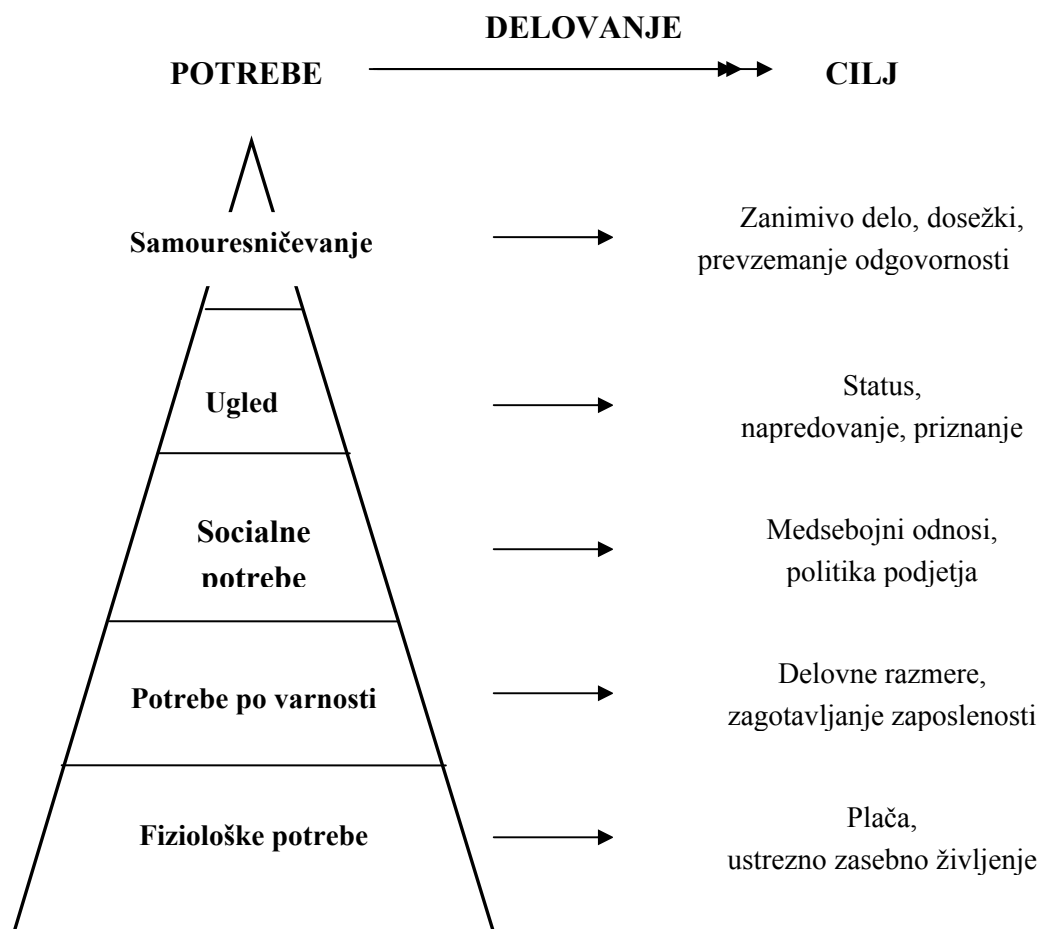 DELOVANJE
POTREBE
CILJ
Samouresničevanje
Zanimivo delo, dosežki,
prevzemanje odgovornosti
Ugled
Status,
napredovanje, priznanje
Socialne
potrebe
Medsebojni odnosi,
politika podjetja
Potrebe po varnosti
Delovne razmere,
zagotavljanje zaposlenosti
Fiziološke potrebe
Plača,
ustrezno zasebno življenje